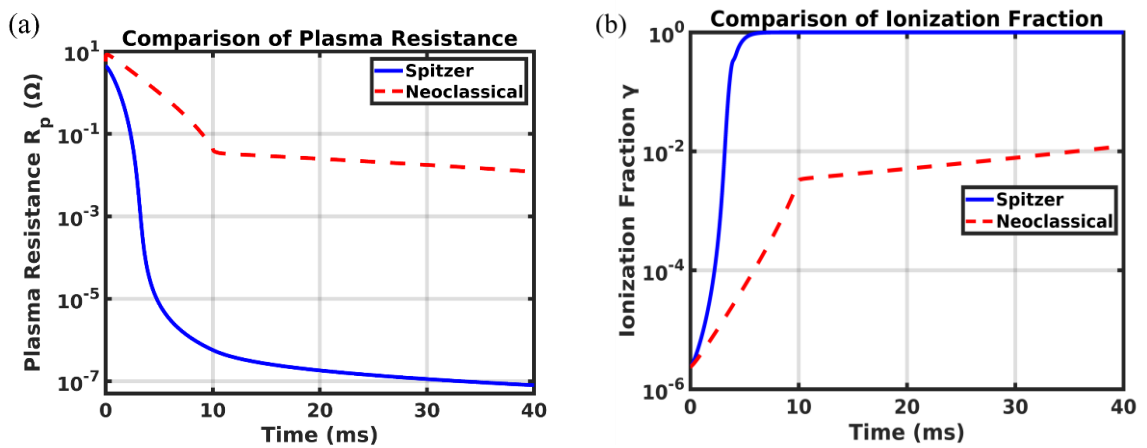 (a)
Comparison of Plasma Resistance
Plasma Resistance R_p (Ω)
10^1
10^-1
10^-3
10^-5
10^-7
Spitzer
Neoclassical
0 10 20 30 40
Time (ms)
(b)
Comparison of Ionization Fraction
Ionization Fraction γ
10^0
10^-2
10^-4
10^-6
Spitzer
Neoclassical
0 10 20 30 40
Time (ms)